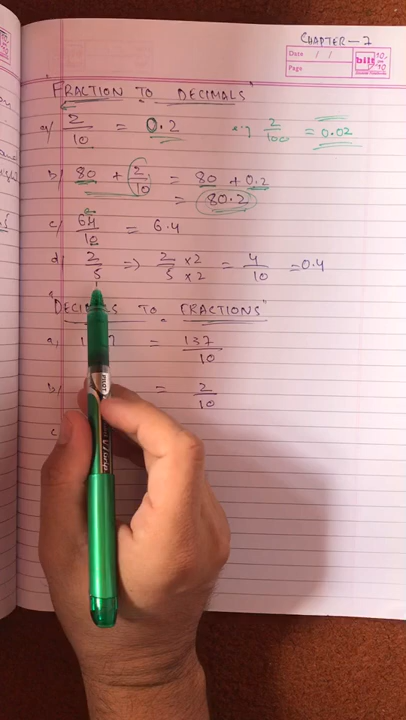 CHAPTER-7
Date / /
Page
bilt
"FRACTION TO DECIMALS"
a) 2/10 = 0.2 e.g 2/100 = 0.02
b) 80 + 2/10 = 80 + 0.2
= 80.2
c) 64/10 = 6.4
d) 2/5 => 2/5 ×2/×2 = 4/10 = 0.4
"DECIMALS TO FRACTIONS"
a) = 137/10
b) = 2/10
c